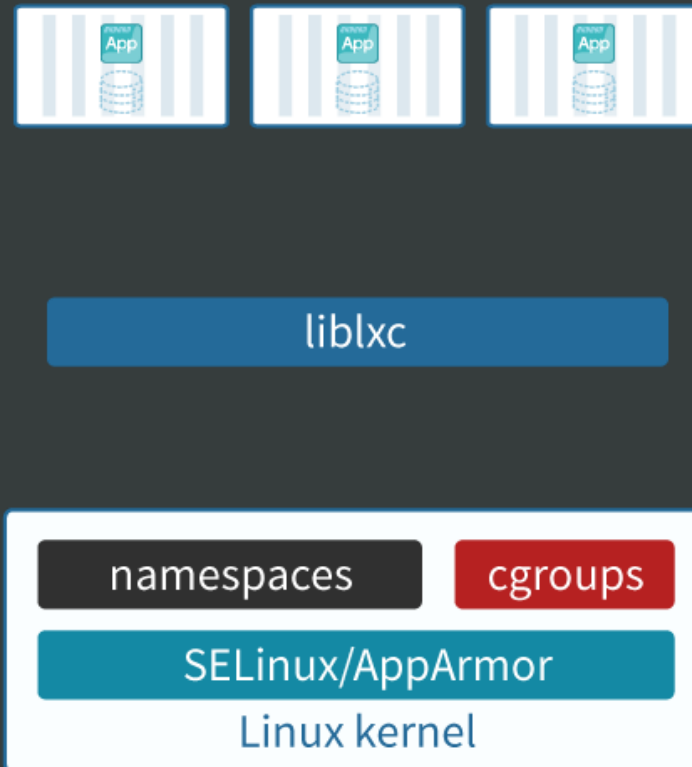 App App App
liblxc
namespaces cgroups
SELinux/AppArmor
Linux kernel